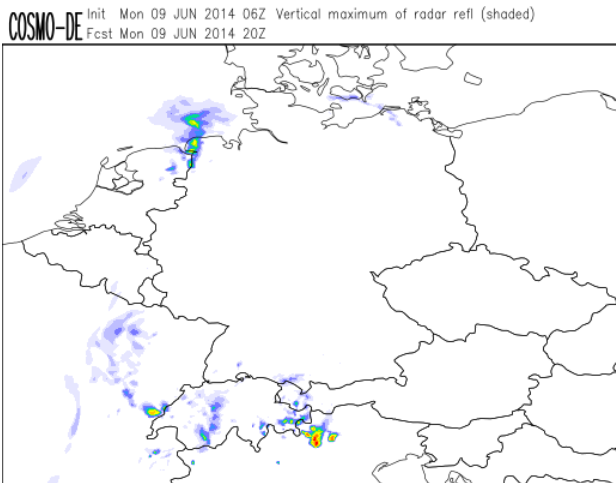 COSMO-DE Init Mon 09 JUN 2014 06Z Vertical maximum of radar refl (shaded)
Fcst Mon 09 JUN 2014 20Z